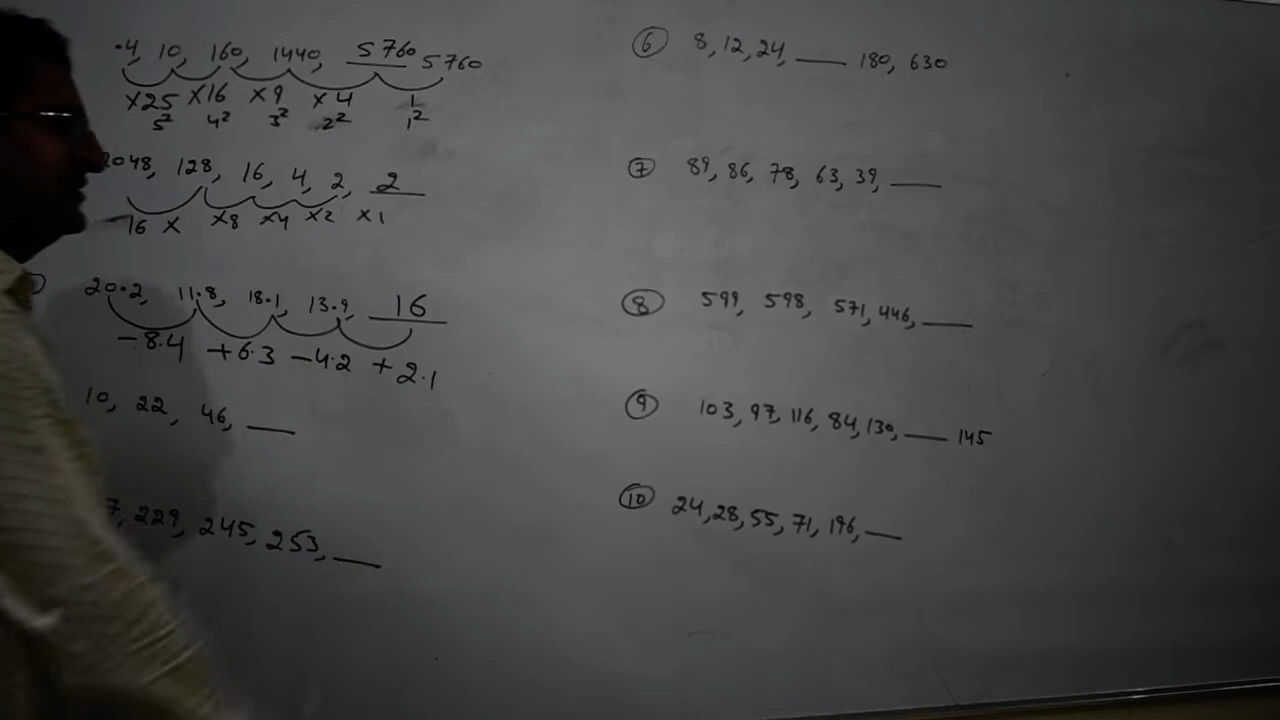 .4, 10, 160, 1440, 5760 5760
×25 ×16 ×9 ×4 1
5² 4² 3² 2² 1²
2048, 128, 16, 4, 2, 2
16 × ×8 ×4 ×2 ×1
20.2, 11.8, 18.1, 13.9, 16
-8.4 +6.3 -4.2 +2.1
10, 22, 46, ___
7, 229, 245, 253, ___
⑥ 8, 12, 24, ___ 180, 630
⑦ 89, 86, 78, 63, 39, ___
⑧ 599, 598, 571, 446, ___
⑨ 103, 97, 116, 84, 130, ___ 145
⑩ 24, 28, 55, 71, 196, ___